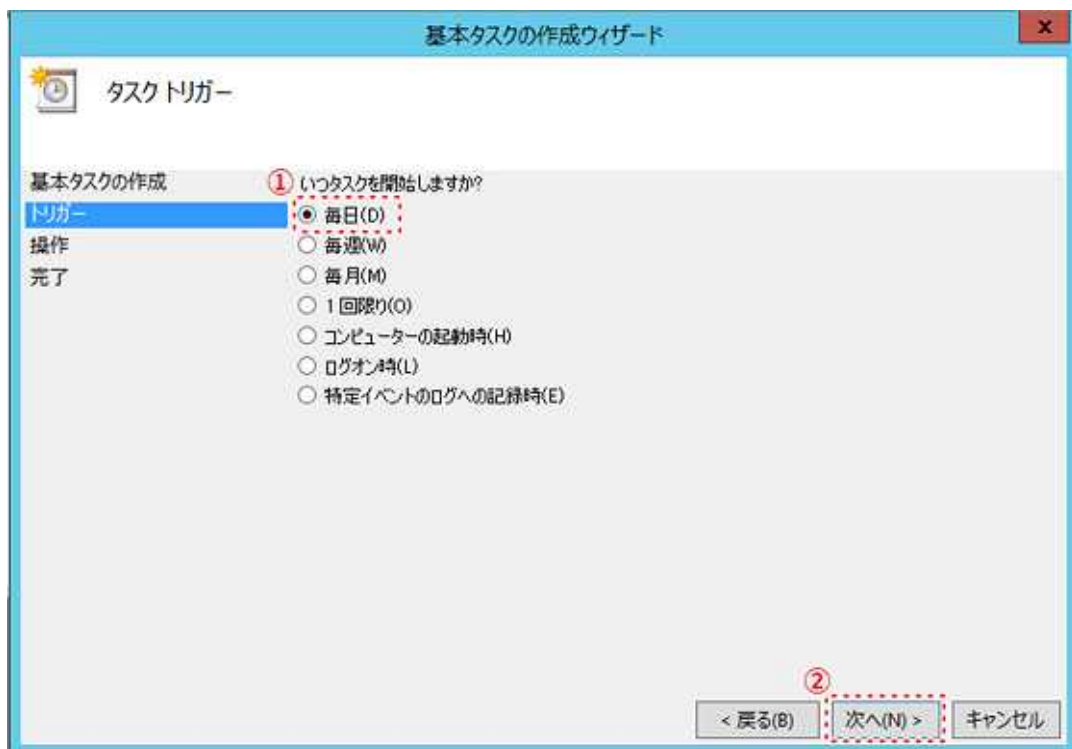 基本タスクの作成ウィザード
x
タスク トリガー
基本タスクの作成
① いつタスクを開始しますか?
トリガー
毎日(D)
操作
毎週(W)
完了
毎月(M)
1 回限り(O)
コンピューターの起動時(H)
ログオン時(L)
特定イベントのログへの記録時(E)
②
< 戻る(B) 次へ(N) > キャンセル